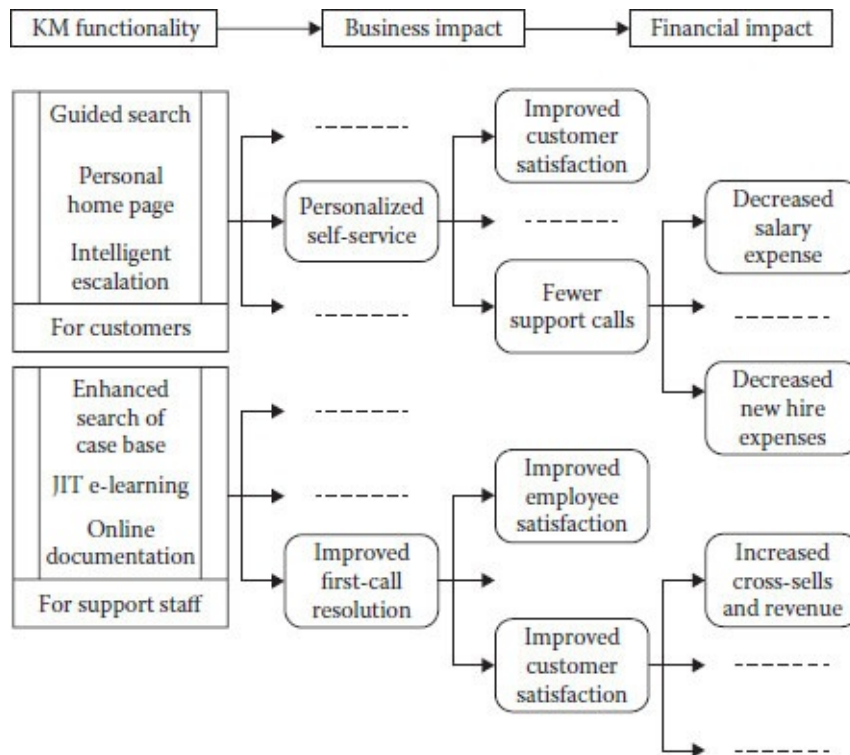 KM functionality
Business impact
Financial impact
Guided search
Personal
home page
Intelligent
escalation
For customers
Personalized
self-service
Improved
customer
satisfaction
Fewer
support calls
Decreased
salary
expense
Decreased
new hire
expenses
Enhanced
search of
case base
JIT e-learning
Online
documentation
For support staff
Improved
first-call
resolution
Improved
employee
satisfaction
Improved
customer
satisfaction
Increased
cross-sells
and revenue